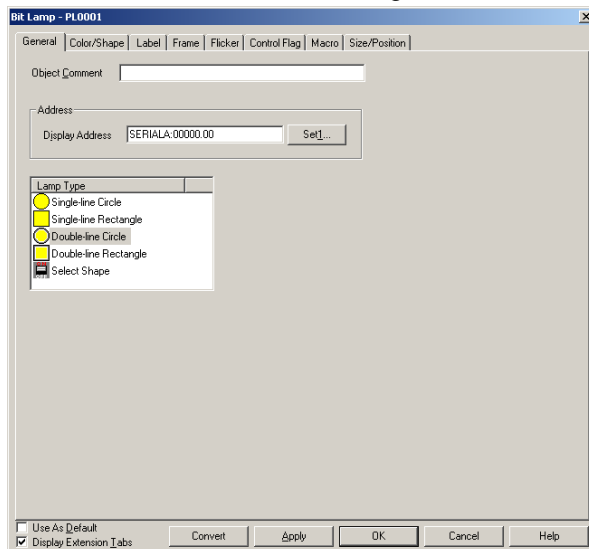 Bit Lamp - PL0001
General Color/Shape Label Frame Flicker Control Flag Macro Size/Position
Object Comment
Address
Display Address SERIALA:00000.00 Set1...
Lamp Type
Single-line Circle
Single-line Rectangle
Double-line Circle
Double-line Rectangle
Select Shape
Use As Default
Display Extension Tabs Convert Apply OK Cancel Help